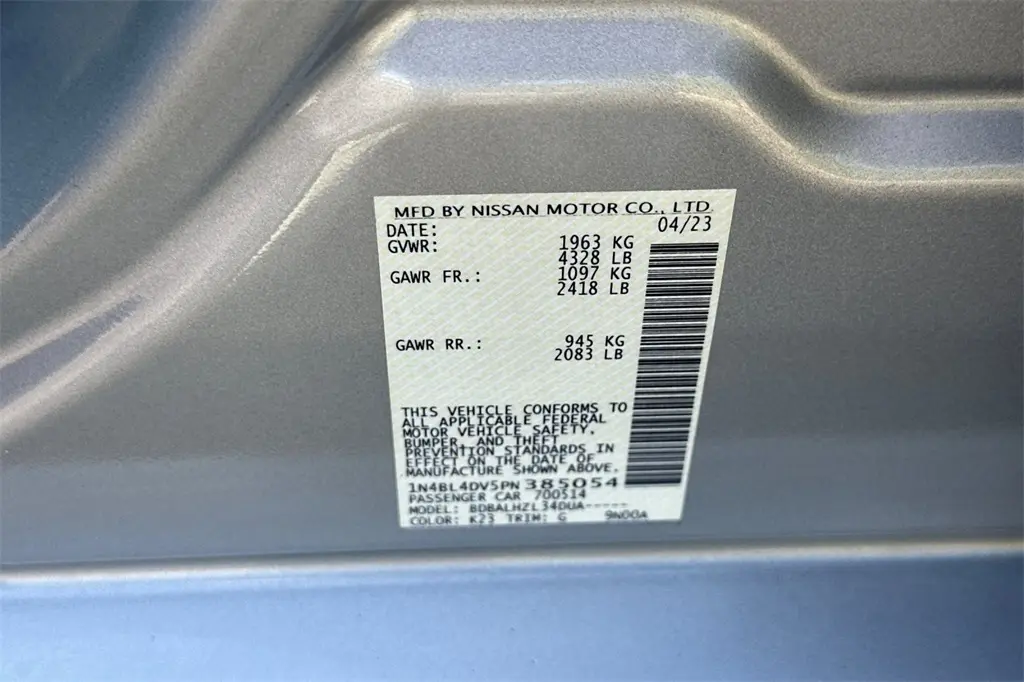 MFD BY NISSAN MOTOR CO., LTD.
DATE: 04/23
GVWR: 1963 KG
4328 LB
GAWR FR.: 1097 KG
2418 LB
GAWR RR.: 945 KG
2083 LB
THIS VEHICLE CONFORMS TO
ALL APPLICABLE FEDERAL
MOTOR VEHICLE SAFETY,
BUMPER, AND THEFT
PREVENTION STANDARDS IN
EFFECT ON THE DATE OF
MANUFACTURE SHOWN ABOVE.
1N4BL4DV5PN385054
PASSENGER CAR 700514
MODEL: BDBALHZL34DUA-----
COLOR: K23 TRIM: G 9N00A